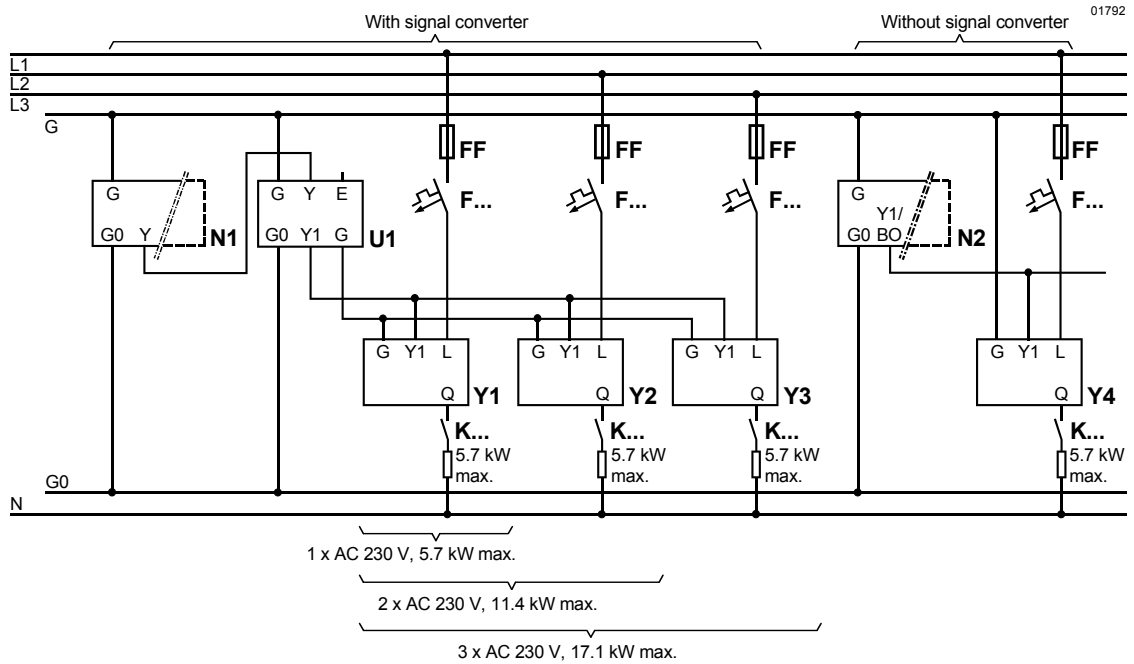 01792
With signal converter Without signal converter
L1
L2
L3
G
FF FF FF FF
G G Y E F... F... F... G F...
Y1/
G0 Y N1 G0 Y1 G U1 G0 BO N2
G Y1 L G Y1 L G Y1 L G Y1 L
Q Y1 Q Y2 Q Y3 Q Y4
K... K... K... K...
5.7 kW 5.7 kW 5.7 kW 5.7 kW
max. max. max. max.
G0
N
1 x AC 230 V, 5.7 kW max.
2 x AC 230 V, 11.4 kW max.
3 x AC 230 V, 17.1 kW max.